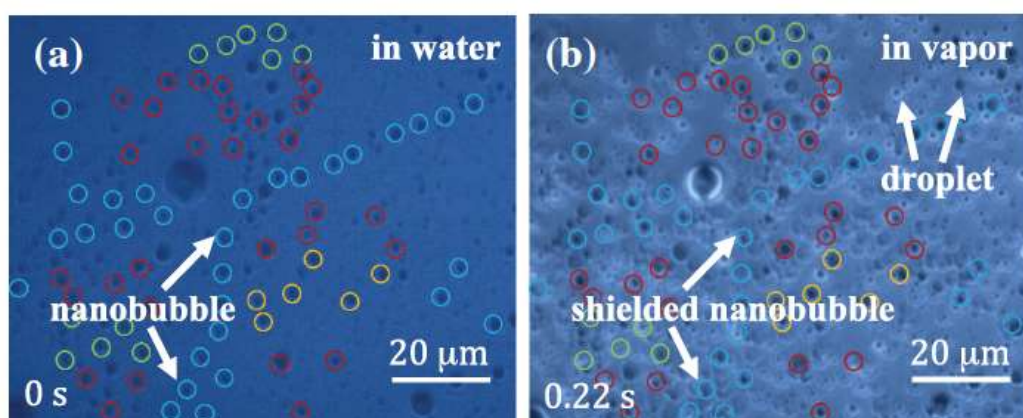 (a)
in water
nanobubble
20 μm
0 s
(b)
in vapor
droplet
shielded nanobubble
20 μm
0.22 s